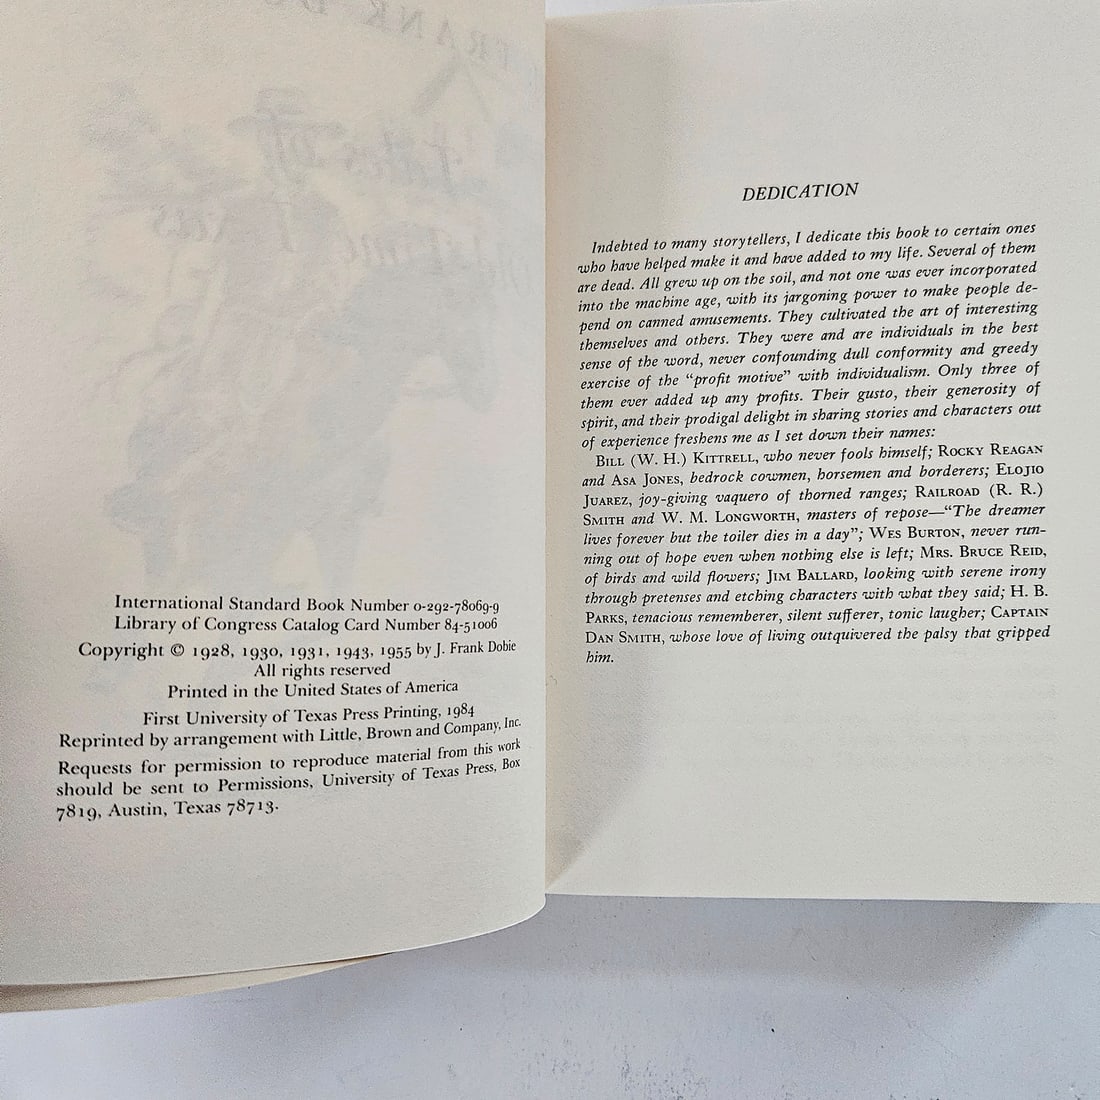 International Standard Book Number 0-292-78069-9
Library of Congress Catalog Card Number 84-51006
Copyright © 1928, 1930, 1931, 1943, 1955 by J. Frank Dobie
All rights reserved
Printed in the United States of America
First University of Texas Press Printing, 1984
Reprinted by arrangement with Little, Brown and Company, Inc.
Requests for permission to reproduce material from this work
should be sent to Permissions, University of Texas Press, Box
7819, Austin, Texas 78713.
DEDICATION
Indebted to many storytellers, I dedicate this book to certain ones
who have helped make it and have added to my life. Several of them
are dead. All grew up on the soil, and not one was ever incorporated
into the machine age, with its jargoning power to make people de-
pend on canned amusements. They cultivated the art of interesting
themselves and others. They were and are individuals in the best
sense of the word, never confounding dull conformity and greedy
exercise of the "profit motive" with individualism. Only three of
them ever added up any profits. Their gusto, their generosity of
spirit, and their prodigal delight in sharing stories and characters out
of experience freshens me as I set down their names:
BILL (W. H.) KITTRELL, who never fools himself; ROCKY REAGAN
and ASA JONES, bedrock cowmen, horsemen and borderers; ELOJIO
JUAREZ, joy-giving vaquero of thorned ranges; RAILROAD (R. R.)
SMITH and W. M. LONGWORTH, masters of repose—"The dreamer
lives forever but the toiler dies in a day"; WES BURTON, never run-
ning out of hope even when nothing else is left; MRS. BRUCE REID,
of birds and wild flowers; JIM BALLARD, looking with serene irony
through pretenses and etching characters with what they said; H. B.
PARKS, tenacious rememberer, silent sufferer, tonic laugher; CAPTAIN
DAN SMITH, whose love of living outquivered the palsy that gripped
him.